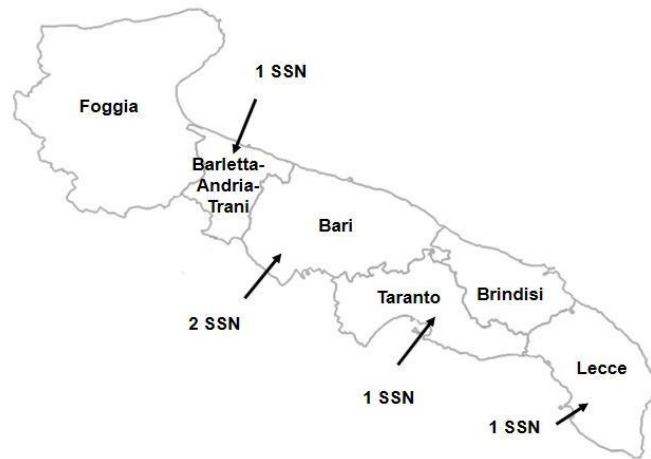 1 SSN
Foggia
Barletta-
Andria-
Trani
Bari
2 SSN
Taranto
Brindisi
1 SSN
Lecce
1 SSN